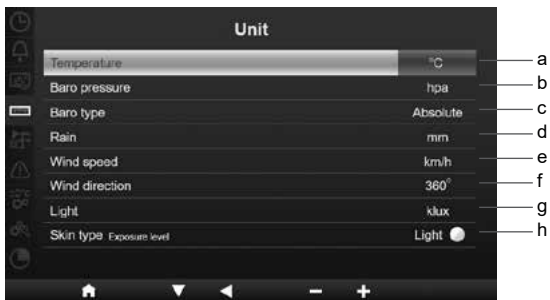 Unit
Temperature °C a
Baro pressure hpa b
Baro type Absolute c
Rain mm d
Wind speed km/h e
Wind direction 360° f
Light klux g
Skin type Exposure level Light h